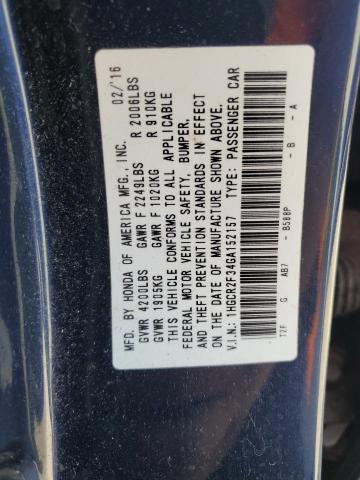 MFD. BY HONDA OF AMERICA MFG., INC. 02/'16
GVWR 4200LBS GAWR F 2249LBS R 2006LBS
GVWR 1905KG GAWR F 1020KG R 910KG
THIS VEHICLE CONFORMS TO ALL APPLICABLE
FEDERAL MOTOR VEHICLE SAFETY, BUMPER,
AND THEFT PREVENTION STANDARDS IN EFFECT
ON THE DATE OF MANUFACTURE SHOWN ABOVE.
V.I.N.: 1HGCR2F34GA152157 TYPE: PASSENGER CAR
T2F G AB7 - B588P - B - A